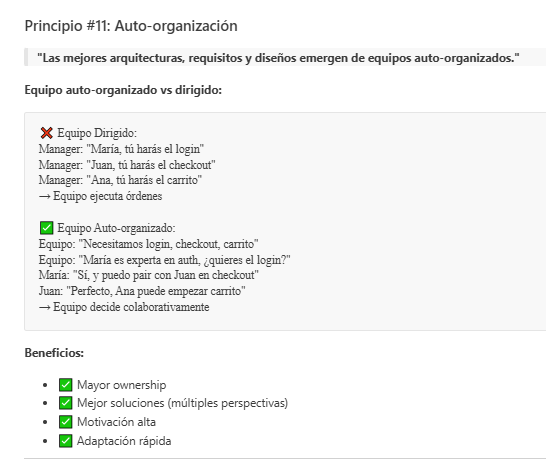 Principio #11: Auto-organización
"Las mejores arquitecturas, requisitos y diseños emergen de equipos auto-organizados."
Equipo auto-organizado vs dirigido:
❌ Equipo Dirigido:
Manager: "María, tú harás el login"
Manager: "Juan, tú harás el checkout"
Manager: "Ana, tú harás el carrito"
→ Equipo ejecuta órdenes
✅ Equipo Auto-organizado:
Equipo: "Necesitamos login, checkout, carrito"
Equipo: "María es experta en auth, ¿quieres el login?"
María: "Sí, y puedo pair con Juan en checkout"
Juan: "Perfecto, Ana puede empezar carrito"
→ Equipo decide colaborativamente
Beneficios:
• ✅ Mayor ownership
• ✅ Mejor soluciones (múltiples perspectivas)
• ✅ Motivación alta
• ✅ Adaptación rápida